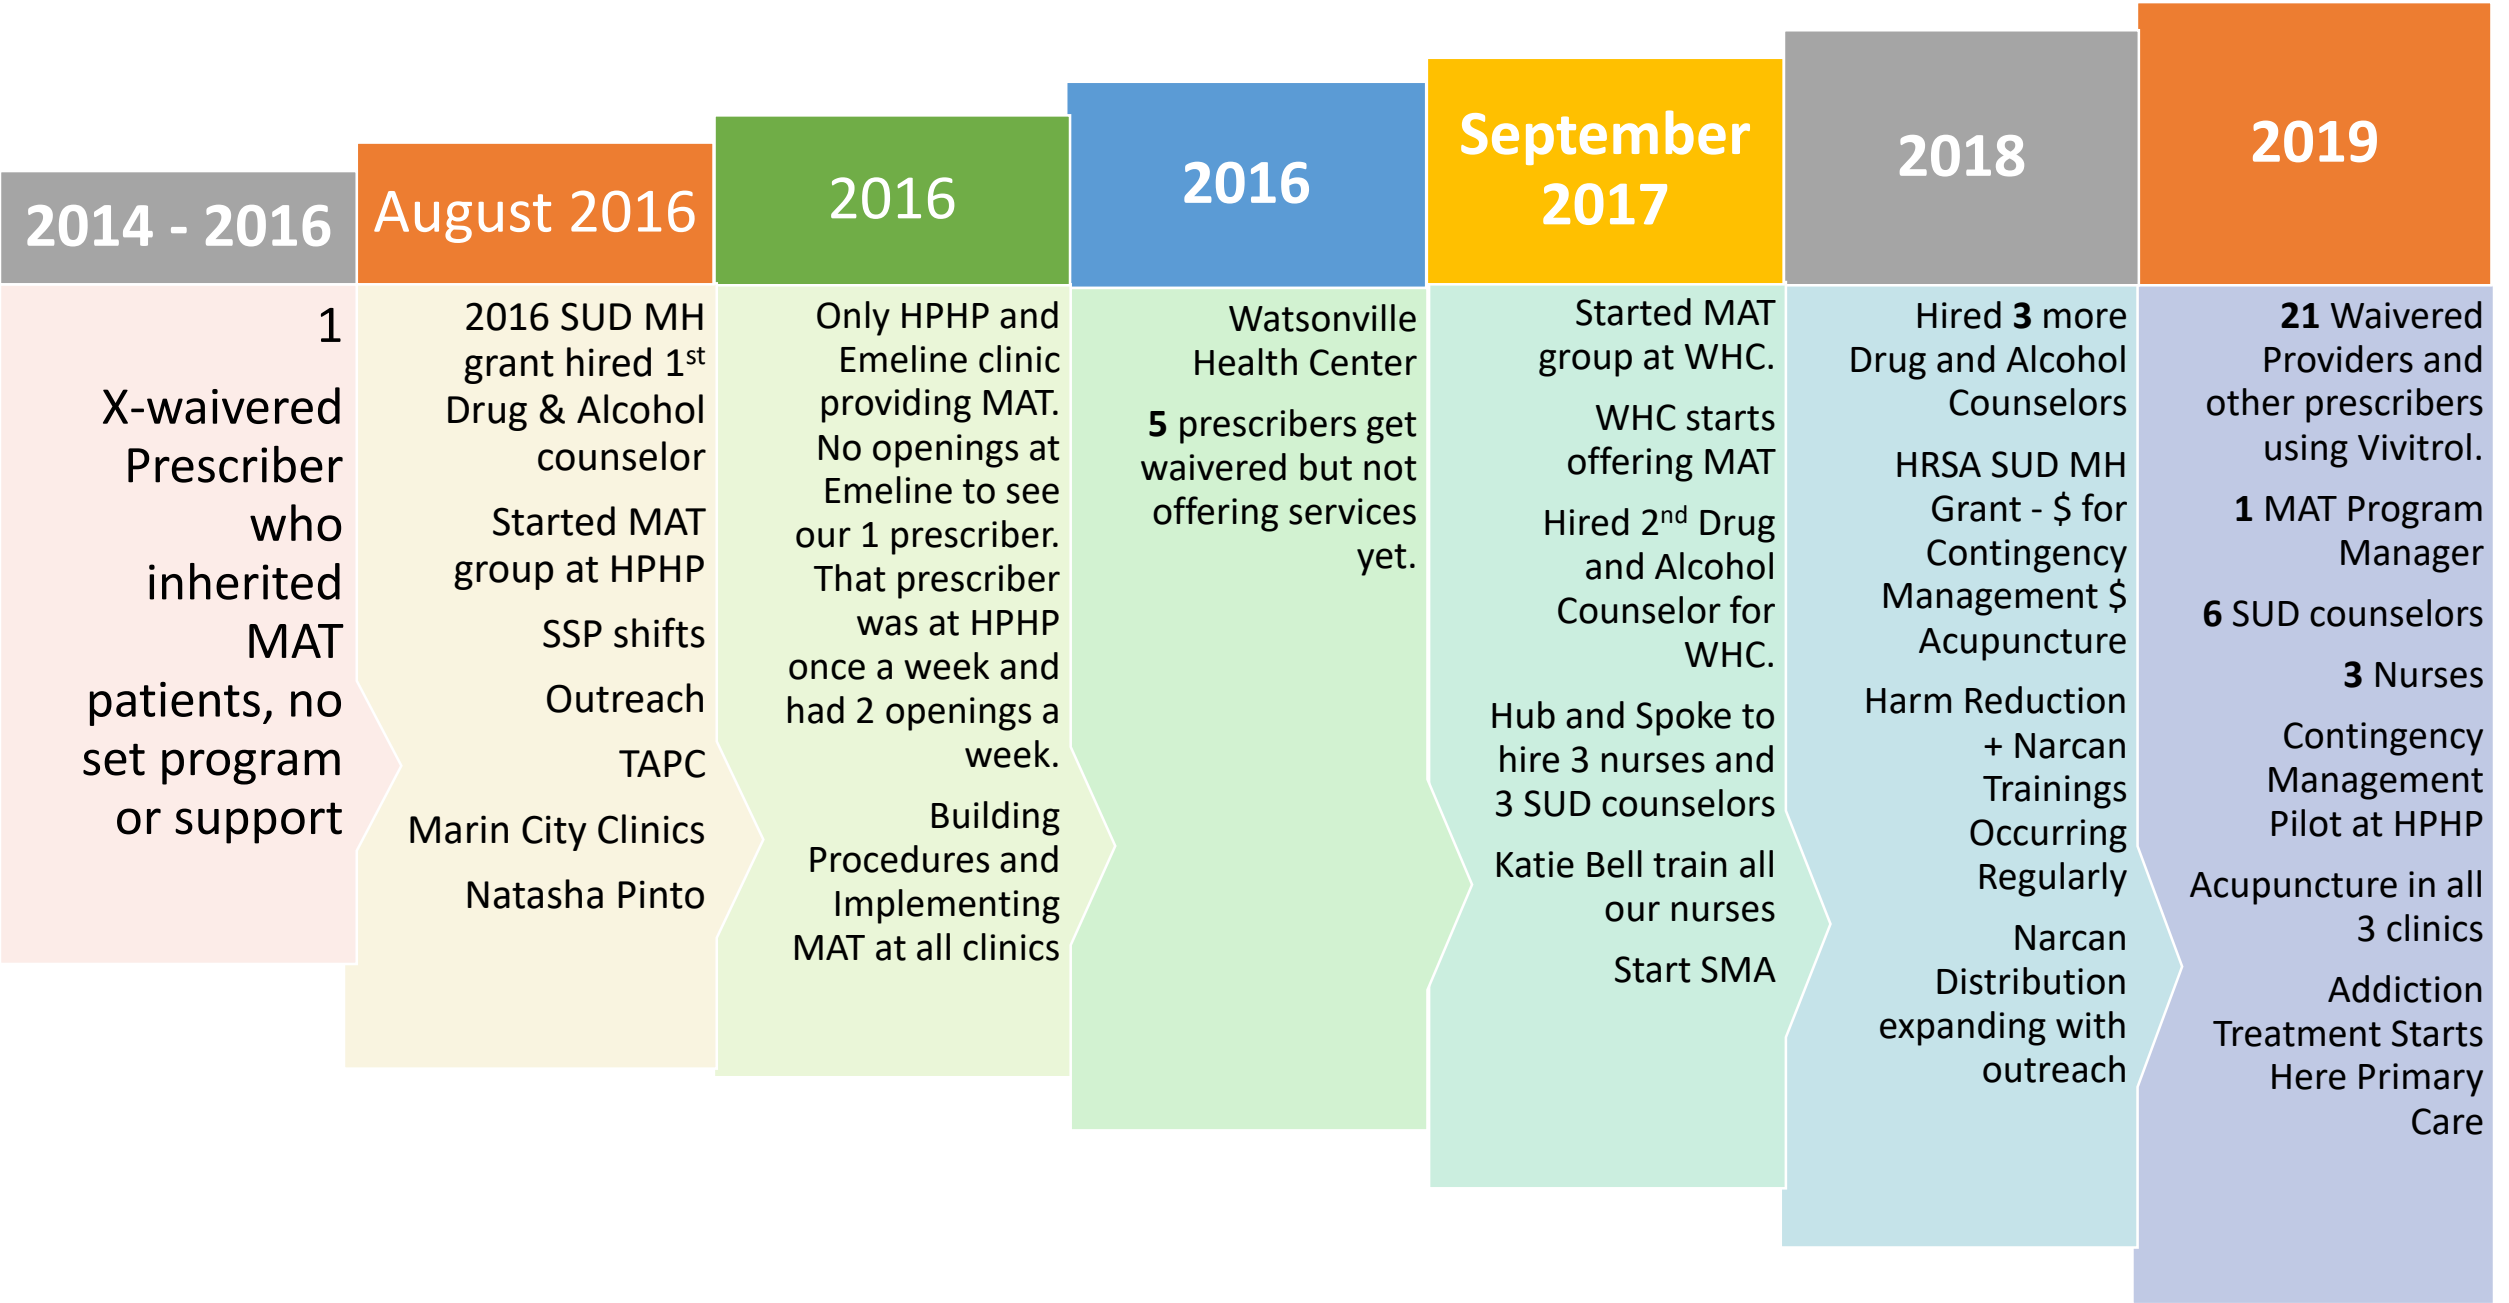 2014 - 2016
1
X-waivered
Prescriber
who
inherited
MAT
patients, no
set program
or support
August 2016
2016 SUD MH
grant hired 1st
Drug & Alcohol
counselor
Started MAT
group at HPHP
SSP shifts
Outreach
TAPC
Marin City Clinics
Natasha Pinto
2016
Only HPHP and
Emeline clinic
providing MAT.
No openings at
Emeline to see
our 1 prescriber.
That prescriber
was at HPHP
once a week and
had 2 openings a
week.
Building
Procedures and
Implementing
MAT at all clinics
2016
Watsonville
Health Center
5 prescribers get
waivered but not
offering services
yet.
September
2017
Started MAT
group at WHC.
WHC starts
offering MAT
Hired 2nd Drug
and Alcohol
Counselor for
WHC.
Hub and Spoke to
hire 3 nurses and
3 SUD counselors
Katie Bell train all
our nurses
Start SMA
2018
Hired 3 more
Drug and Alcohol
Counselors
HRSA SUD MH
Grant - $ for
Contingency
Management $
Acupuncture
Harm Reduction
+ Narcan
Trainings
Occurring
Regularly
Narcan
Distribution
expanding with
outreach
2019
21 Waivered
Providers and
other prescribers
using Vivitrol.
1 MAT Program
Manager
6 SUD counselors
3 Nurses
Contingency
Management
Pilot at HPHP
Acupuncture in all
3 clinics
Addiction
Treatment Starts
Here Primary
Care